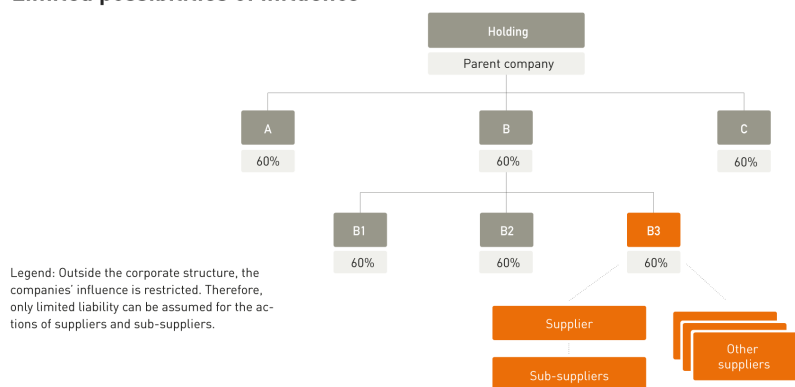 Holding
Parent company
A
B
C
60%
60%
60%
B1
B2
B3
60%
60%
60%
Legend: Outside the corporate structure, the
companies’ influence is restricted. Therefore,
only limited liability can be assumed for the ac-
tions of suppliers and sub-suppliers.
Supplier
Other
suppliers
Sub-suppliers